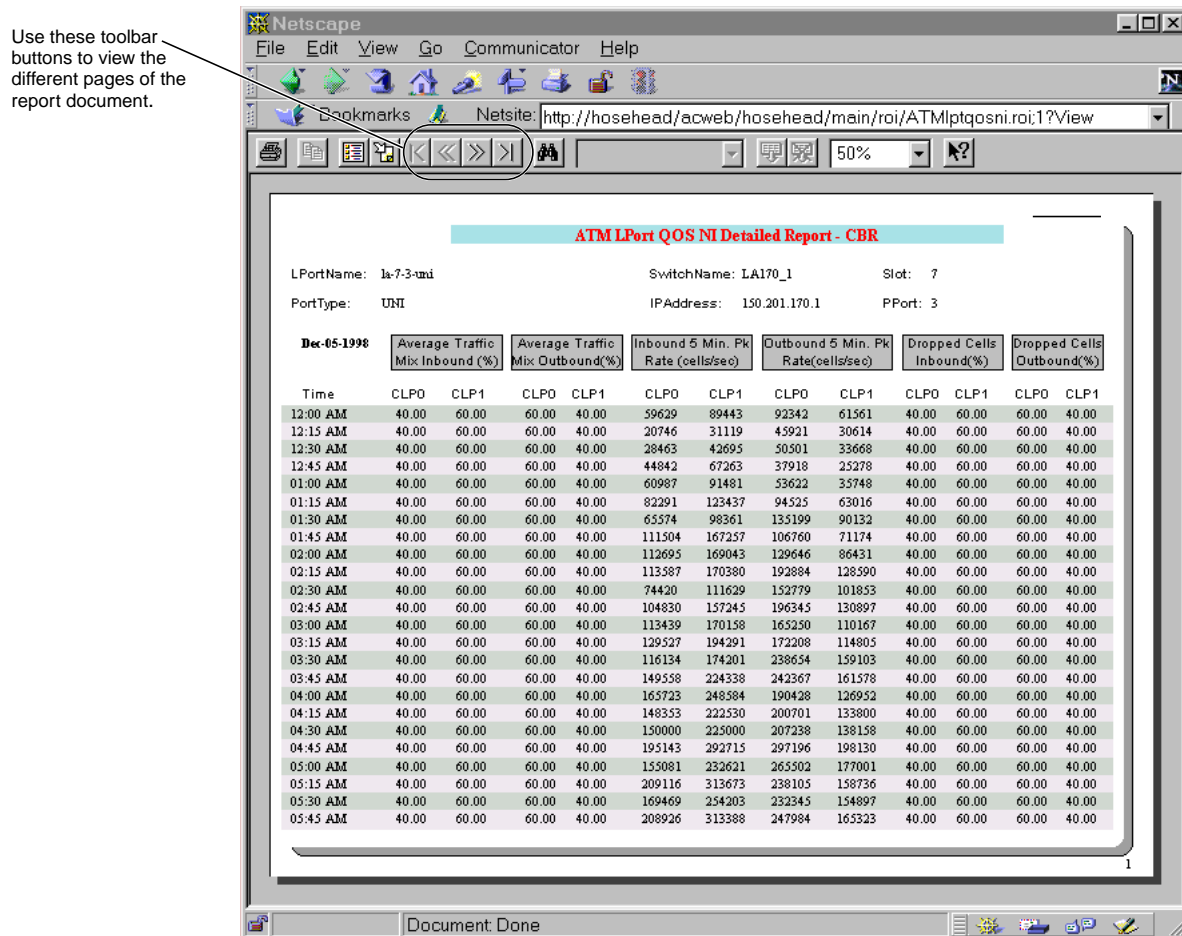 Use these toolbar
buttons to view the
different pages of the
report document.
Netscape
File Edit View Go Communicator Help
N
Bookmarks Netsite: http://hosehead/acweb/hosehead/main/roi/ATMlptqosni.roi;1?View
50%
ATM LPort QOS NI Detailed Report - CBR
LPortName: la-7-3-uni SwitchName: LA170_1 Slot: 7
PortType: UNI IPAddress: 150.201.170.1 PPort: 3
Dec-05-1998 Average Traffic Average Traffic Inbound 5 Min. Pk Outbound 5 Min. Pk Dropped Cells Dropped Cells
Mix Inbound (%) Mix Outbound(%) Rate (cells/sec) Rate(cells/sec) Inbound(%) Outbound(%)
Time CLP0 CLP1 CLP0 CLP1 CLP0 CLP1 CLP0 CLP1 CLP0 CLP1 CLP0 CLP1
12:00 AM 40.00 60.00 60.00 40.00 59629 89443 92342 61561 40.00 60.00 60.00 40.00
12:15 AM 40.00 60.00 60.00 40.00 20746 31119 45921 30614 40.00 60.00 60.00 40.00
12:30 AM 40.00 60.00 60.00 40.00 28463 42695 50501 33668 40.00 60.00 60.00 40.00
12:45 AM 40.00 60.00 60.00 40.00 44842 67263 37918 25278 40.00 60.00 60.00 40.00
01:00 AM 40.00 60.00 60.00 40.00 60987 91481 53622 35748 40.00 60.00 60.00 40.00
01:15 AM 40.00 60.00 60.00 40.00 82291 123437 94525 63016 40.00 60.00 60.00 40.00
01:30 AM 40.00 60.00 60.00 40.00 65574 98361 135199 90132 40.00 60.00 60.00 40.00
01:45 AM 40.00 60.00 60.00 40.00 111504 167257 106760 71174 40.00 60.00 60.00 40.00
02:00 AM 40.00 60.00 60.00 40.00 112695 169043 129646 86431 40.00 60.00 60.00 40.00
02:15 AM 40.00 60.00 60.00 40.00 113587 170380 192884 128590 40.00 60.00 60.00 40.00
02:30 AM 40.00 60.00 60.00 40.00 74420 111629 152779 101853 40.00 60.00 60.00 40.00
02:45 AM 40.00 60.00 60.00 40.00 104830 157245 196345 130897 40.00 60.00 60.00 40.00
03:00 AM 40.00 60.00 60.00 40.00 113439 170158 165250 110167 40.00 60.00 60.00 40.00
03:15 AM 40.00 60.00 60.00 40.00 129527 194291 172208 114805 40.00 60.00 60.00 40.00
03:30 AM 40.00 60.00 60.00 40.00 116134 174201 238654 159103 40.00 60.00 60.00 40.00
03:45 AM 40.00 60.00 60.00 40.00 149558 224338 242367 161578 40.00 60.00 60.00 40.00
04:00 AM 40.00 60.00 60.00 40.00 165723 248584 190428 126952 40.00 60.00 60.00 40.00
04:15 AM 40.00 60.00 60.00 40.00 148353 222530 200701 133800 40.00 60.00 60.00 40.00
04:30 AM 40.00 60.00 60.00 40.00 150000 225000 207238 138158 40.00 60.00 60.00 40.00
04:45 AM 40.00 60.00 60.00 40.00 195143 292715 297196 198130 40.00 60.00 60.00 40.00
05:00 AM 40.00 60.00 60.00 40.00 155081 232621 265502 177001 40.00 60.00 60.00 40.00
05:15 AM 40.00 60.00 60.00 40.00 209116 313673 238105 158736 40.00 60.00 60.00 40.00
05:30 AM 40.00 60.00 60.00 40.00 169469 254203 232345 154897 40.00 60.00 60.00 40.00
05:45 AM 40.00 60.00 60.00 40.00 208926 313388 247984 165323 40.00 60.00 60.00 40.00
1
Document: Done